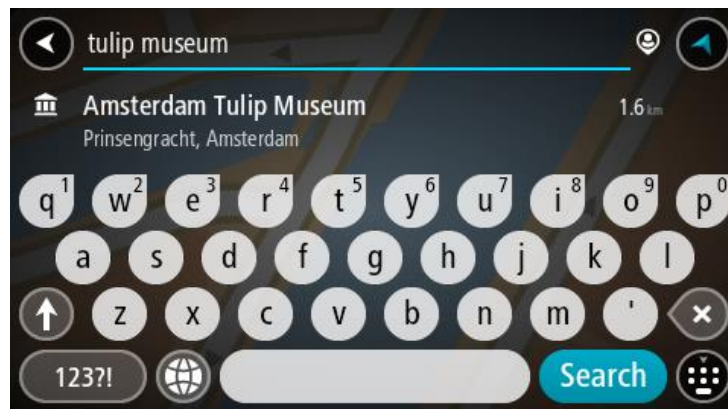 tulip museum
Amsterdam Tulip Museum 1.6 km
Prinsengracht, Amsterdam
q1 w2 e3 r4 t5 y6 u7 i8 o9 p0
a s d f g h j k l
z x c v b n m '
123?! Search